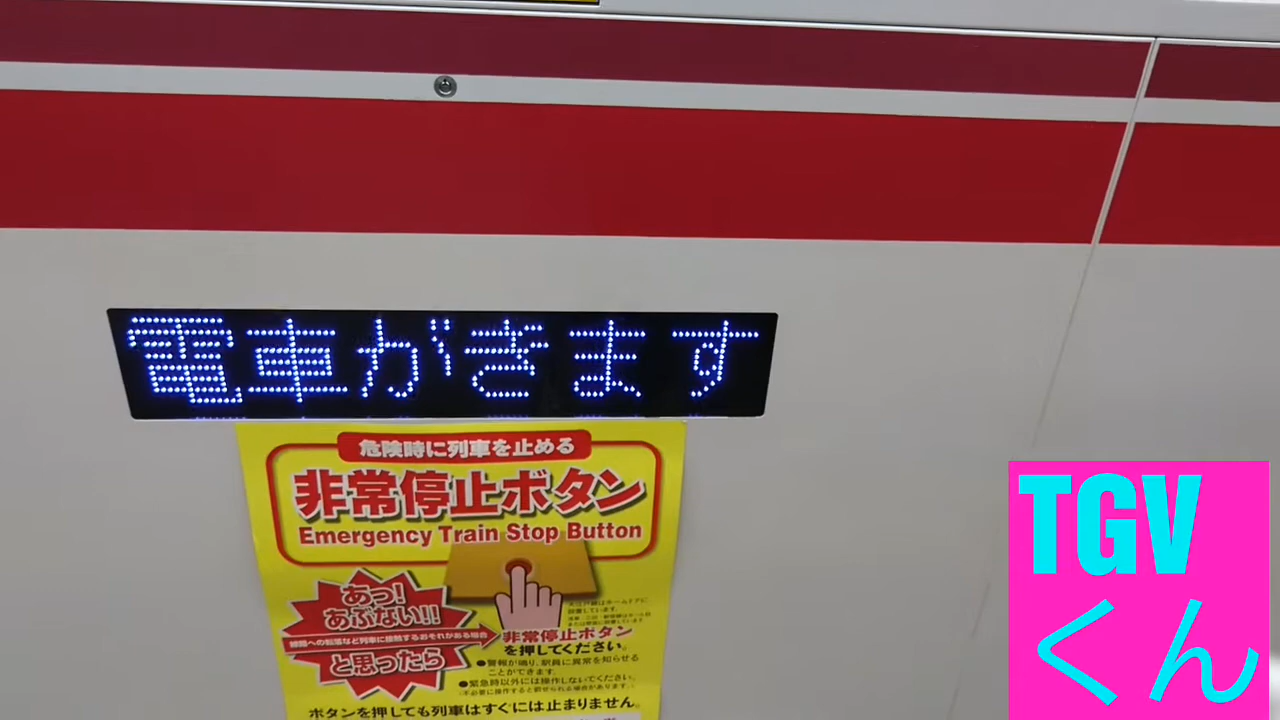 電車がきます
危険時に列車を止める
非常停止ボタン
Emergency Train Stop Button
あっ!
あぶない!!
線路への転落など列車に接触するおそれがある場合
と思ったら
非常停止ボタン
を押してください。
●警報が鳴り、駅員に異常を知らせる
ことができます。
●緊急時以外には操作しないでください。
ボタンを押しても列車はすぐには止まりません。
TGV
くん